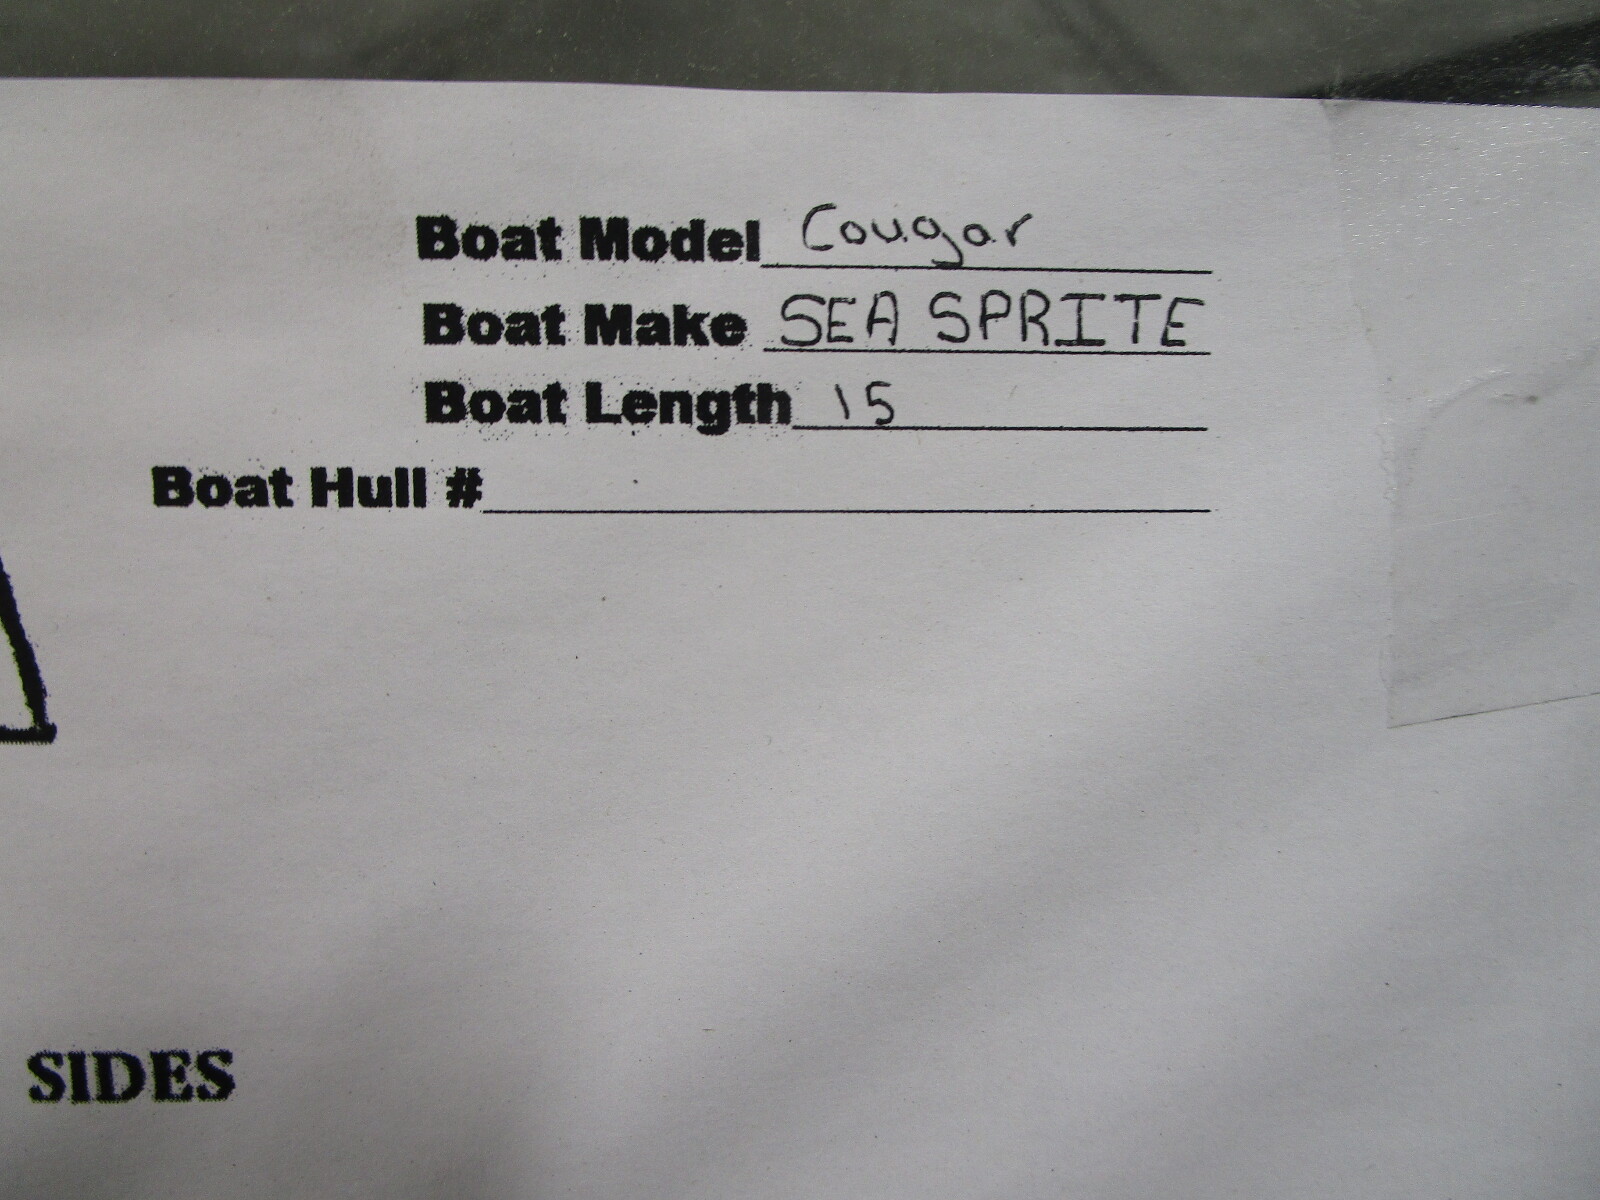 Boat Model Cougar
Boat Make SEA SPRITE
Boat Length 15
Boat Hull #
SIDES